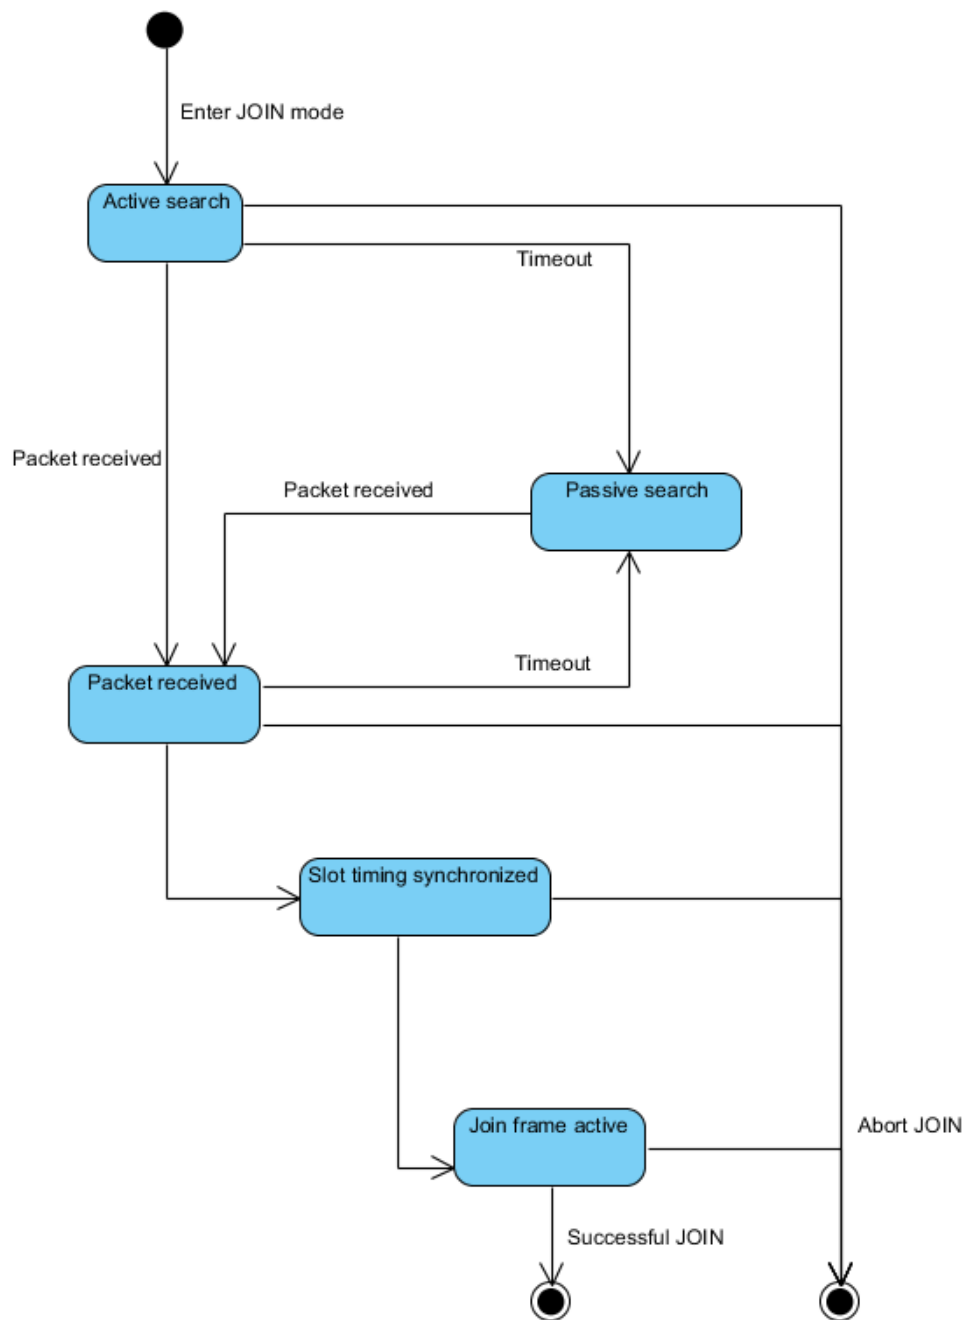 Enter JOIN mode
Active search
Timeout
Packet received
Packet received
Passive search
Timeout
Packet received
Slot timing synchronized
Join frame active
Abort JOIN
Successful JOIN